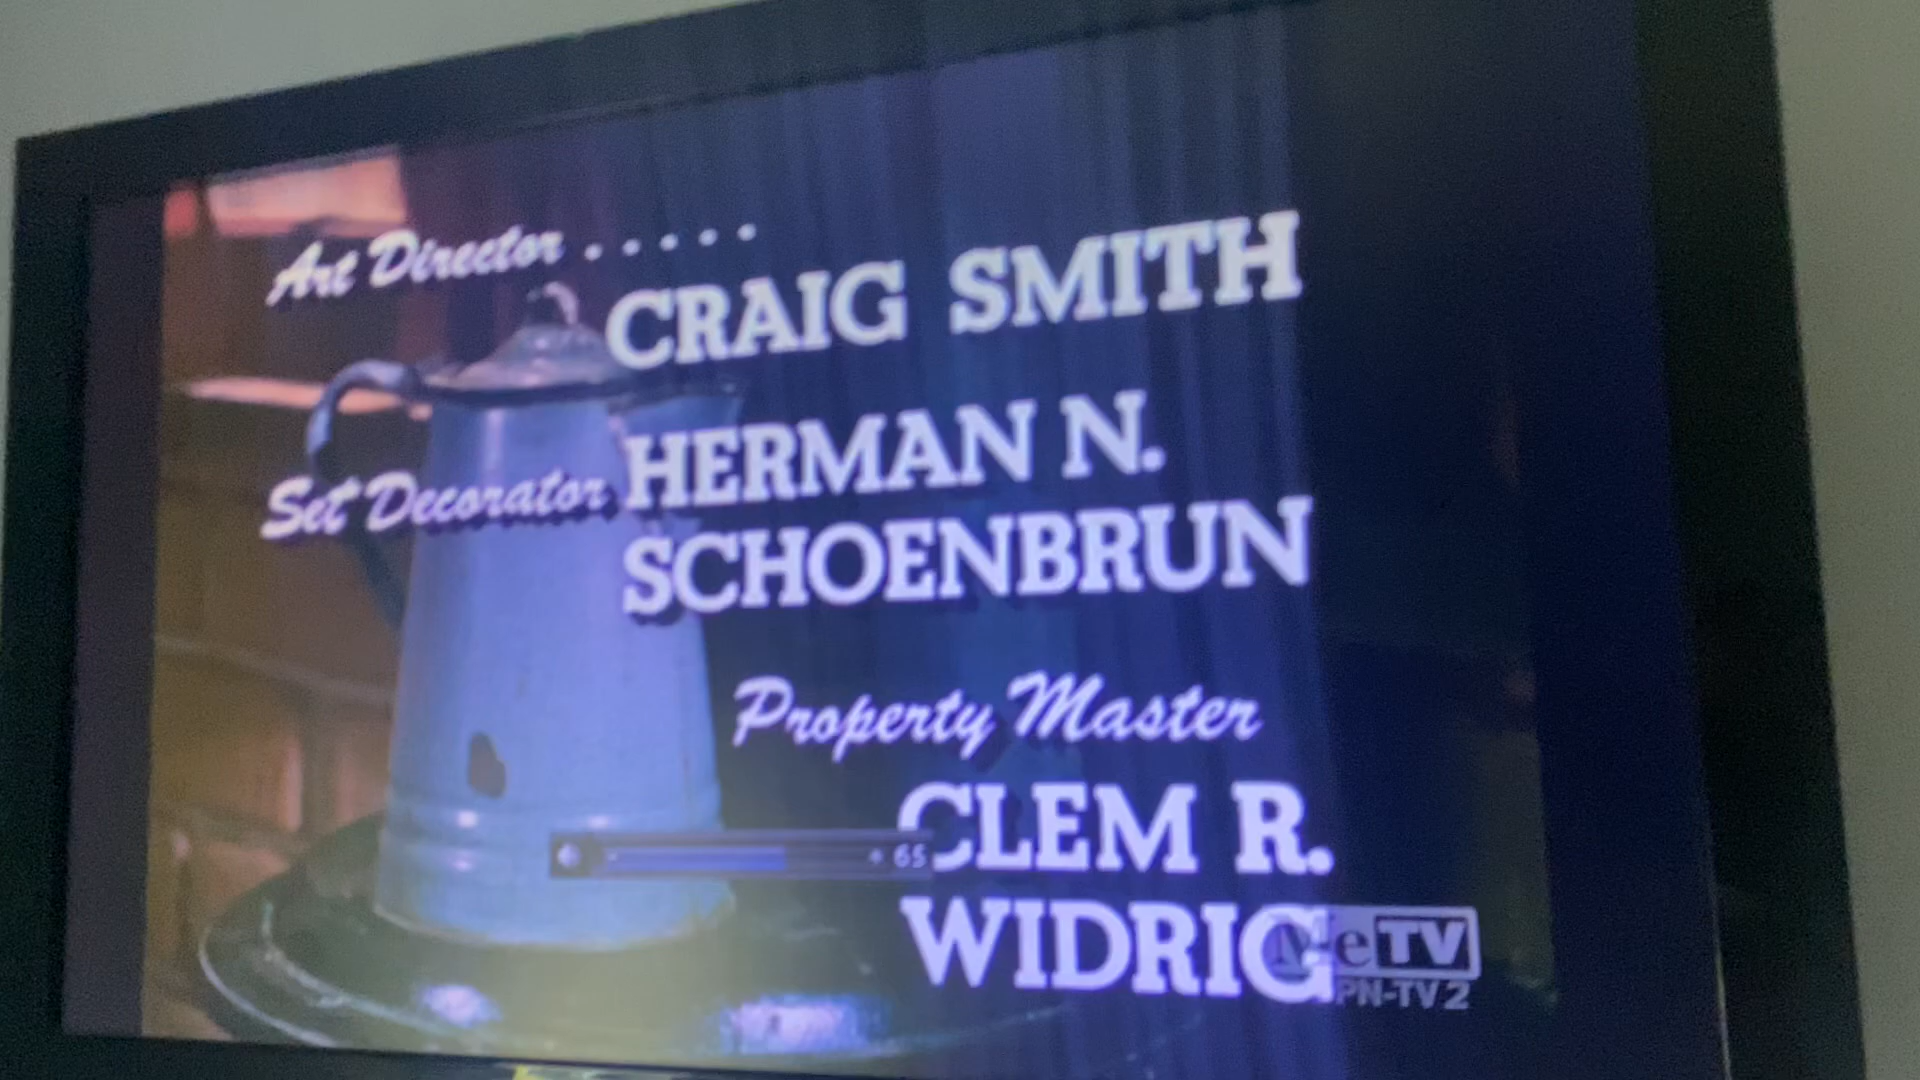 Art Director.....
CRAIG SMITH
Set Decorator HERMAN N.
SCHOENBRUN
Property Master
CLEM R.
65
WIDRIG
MeTV
PN-TV 2